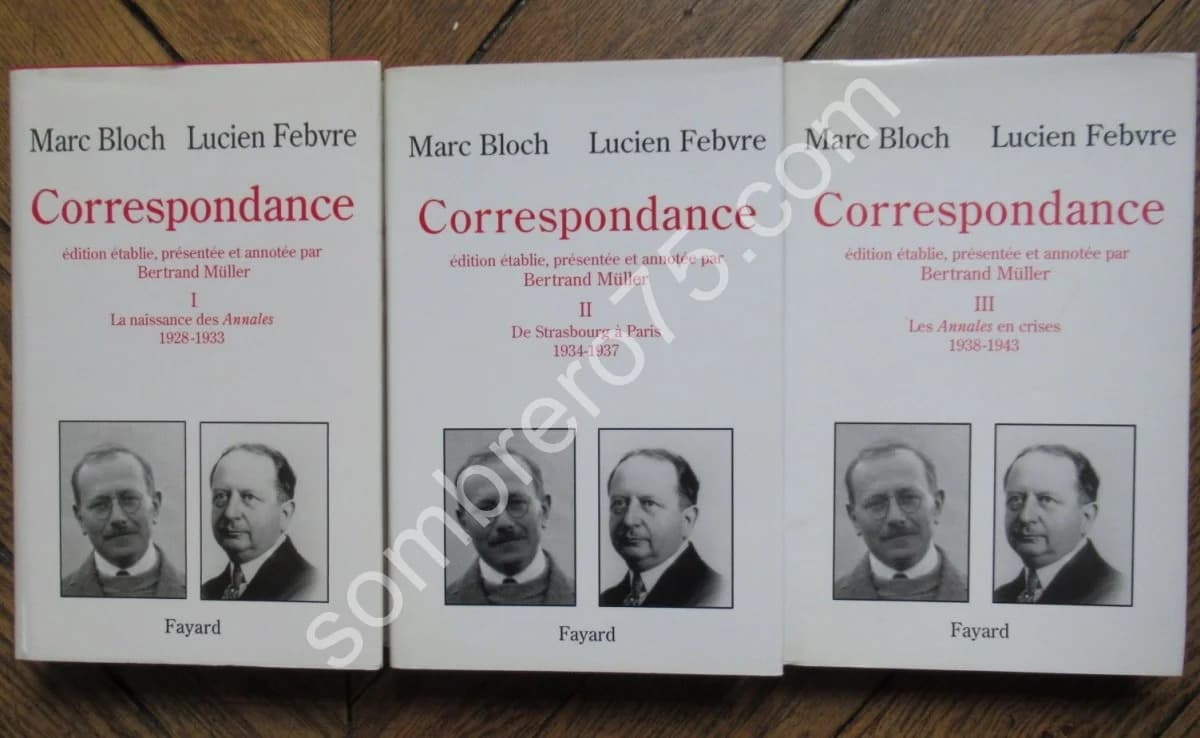 Marc Bloch Lucien Febvre
Correspondance
édition établie, présentée et annotée par
Bertrand Müller
I
La naissance des Annales
1928-1933
Fayard
Marc Bloch Lucien Febvre
Correspondance
édition établie, présentée et annotée par
Bertrand Müller
II
De Strasbourg à Paris
1934-1937
Fayard
Marc Bloch Lucien Febvre
Correspondance
édition établie, présentée et annotée par
Bertrand Müller
III
Les Annales en crises
1938-1943
Fayard
sombrero75.com